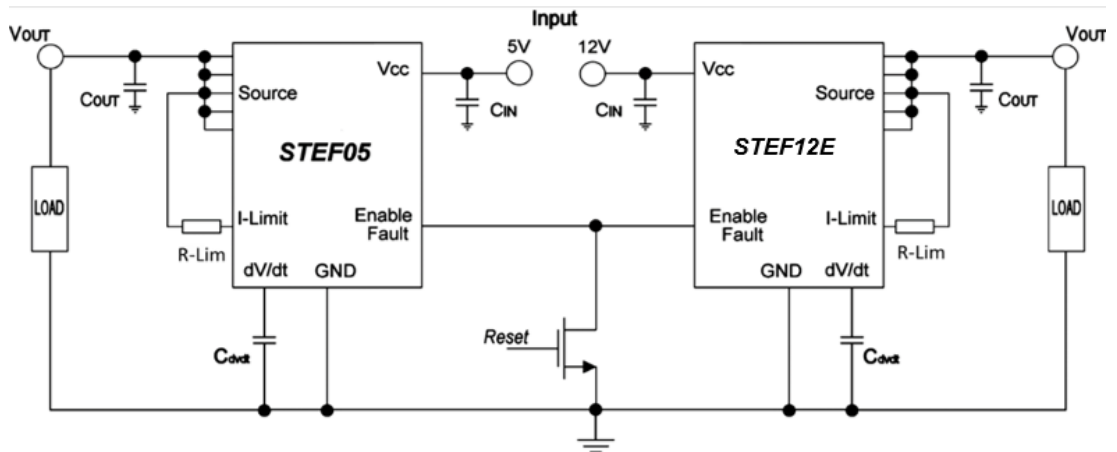 Input
VOUT
5V
12V
VOUT
Vcc
Vcc
COUT
Source
CIN
CIN
Source
COUT
STEF05
STEF12E
LOAD
I-Limit
Enable
Fault
Enable
Fault
I-Limit
LOAD
R-Lim
R-Lim
dV/dt
GND
GND
dV/dt
Reset
Cdvdt
Cdvdt